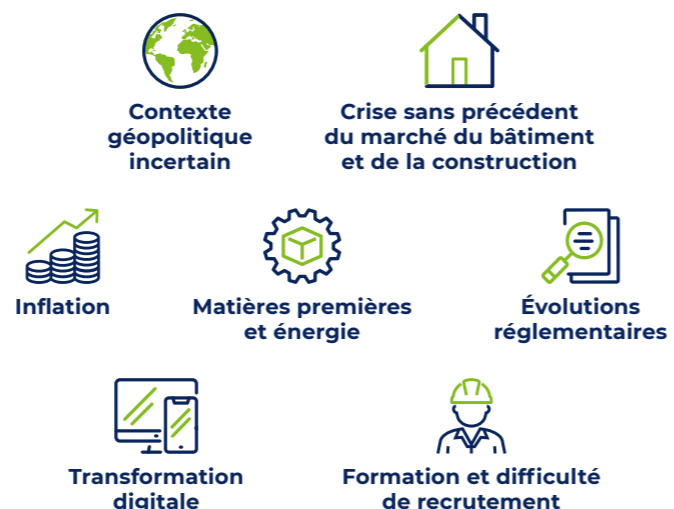 Contexte
géopolitique
incertain
Crise sans précédent
du marché du bâtiment
et de la construction
Inflation
Matières premières
et énergie
Évolutions
réglementaires
Transformation
digitale
Formation et difficulté
de recrutement